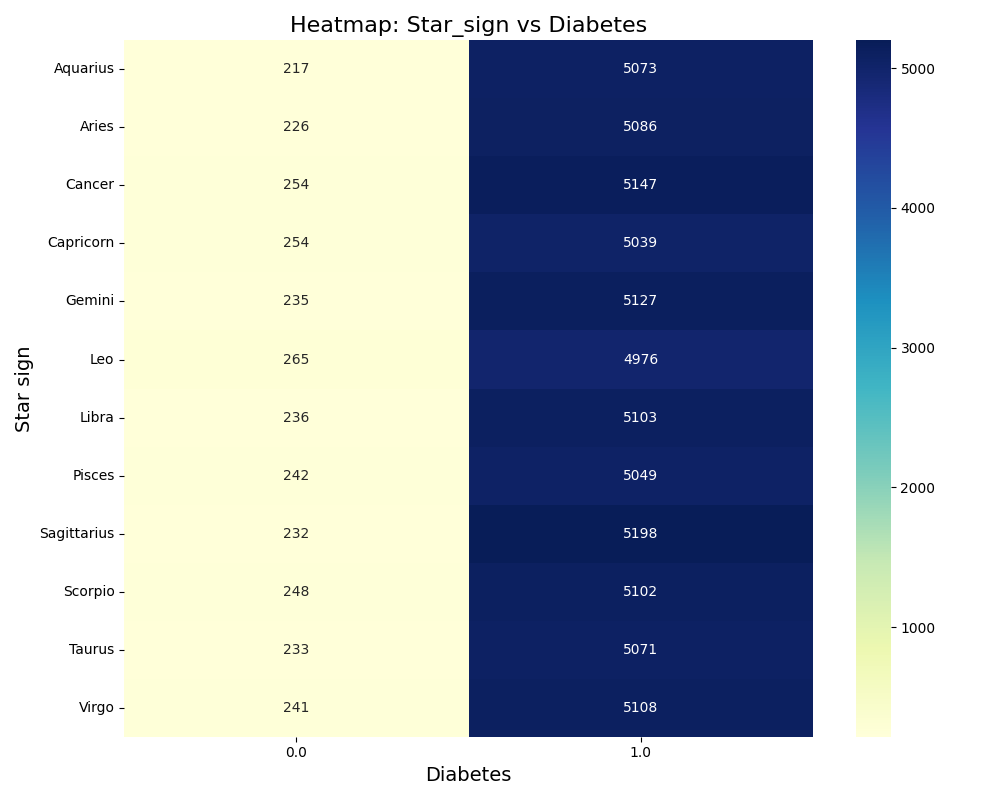 Heatmap: Star_sign vs Diabetes
Aquarius 217 5073
Aries 226 5086
Cancer 254 5147
Capricorn 254 5039
Gemini 235 5127
Leo 265 4976
Libra 236 5103
Pisces 242 5049
Sagittarius 232 5198
Scorpio 248 5102
Taurus 233 5071
Virgo 241 5108
Star sign
0.0 1.0
Diabetes
5000
4000
3000
2000
1000